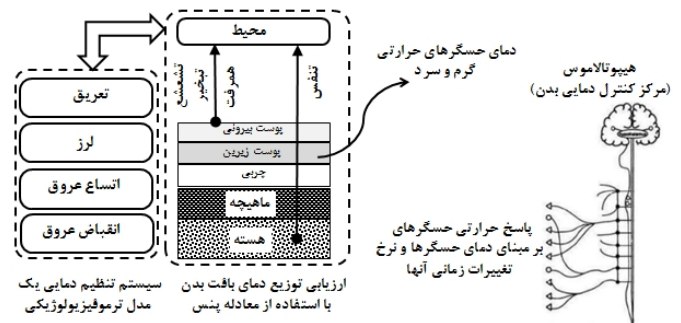 محیط
تشعشع
تبخیر
همرفت
تنفس
پوست بیرونی
پوست زیرین
چربی
ماهیچه
هسته
ارزیابی توزیع دمای بافت بدن
با استفاده از معادله پنس
تعریق
لرز
اتساع عروق
انقباض عروق
سیستم تنظیم دمایی یک
مدل ترموفیزیولوژیکی
دمای حسگرهای حرارتی
گرم و سرد
هیپوتالاموس
(مرکز کنترل دمایی بدن)
پاسخ حرارتی حسگرهای
بر مبنای دمای حسگرها و نرخ
تغییرات زمانی آنها